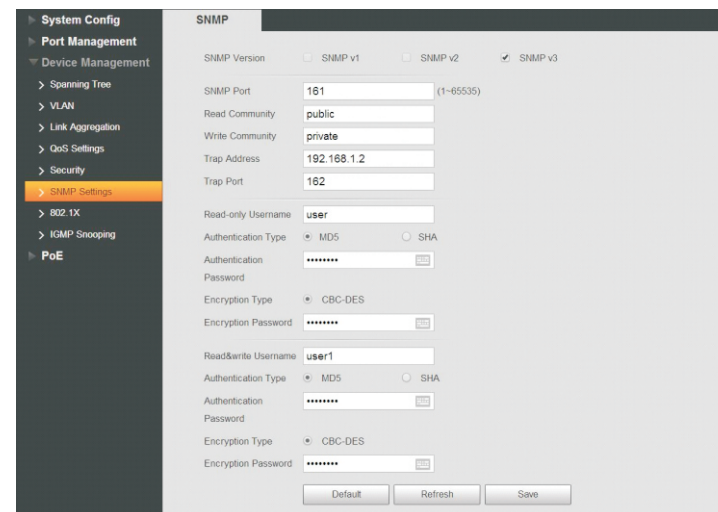 System Config
Port Management
Device Management
Spanning Tree
VLAN
Link Aggregation
QoS Settings
Security
SNMP Settings
802.1X
IGMP Snooping
PoE
SNMP
SNMP Version SNMP v1 SNMP v2 SNMP v3
SNMP Port 161 (1~65535)
Read Community public
Write Community private
Trap Address 192.168.1.2
Trap Port 162
Read-only Username user
Authentication Type MD5 SHA
Authentication Password ••••••••
Encryption Type CBC-DES
Encryption Password ••••••••
Read&write Username user1
Authentication Type MD5 SHA
Authentication Password ••••••••
Encryption Type CBC-DES
Encryption Password ••••••••
Default Refresh Save